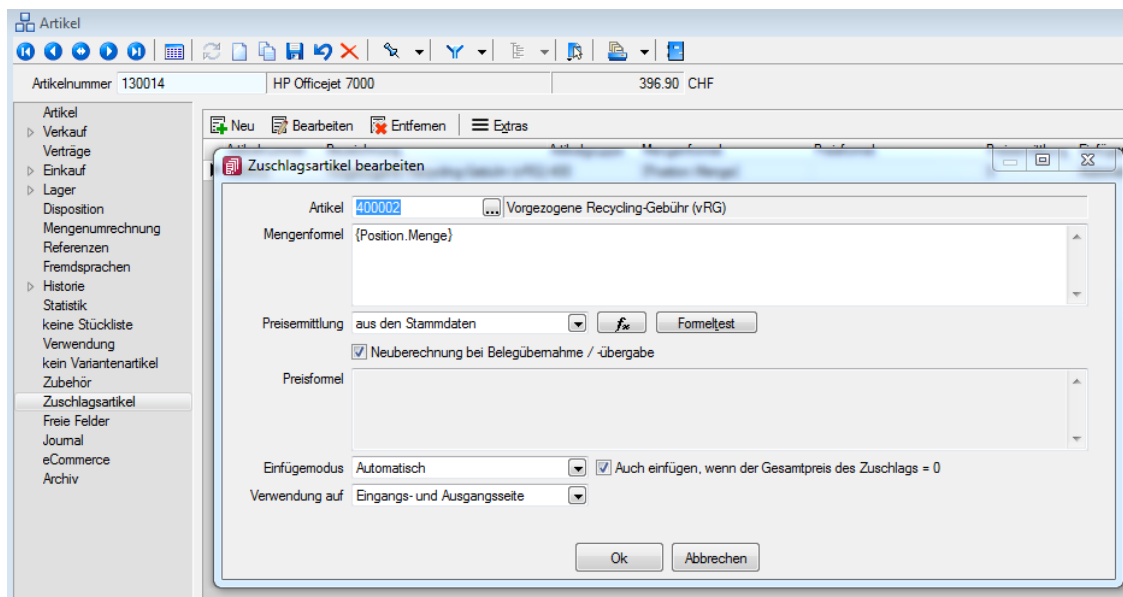 Artikel
Artikelnummer 130014 HP Officejet 7000 396.90 CHF
Artikel
Verkauf
Verträge
Einkauf
Lager
Disposition
Mengenumrechnung
Referenzen
Fremdsprachen
Historie
Statistik
keine Stückliste
Verwendung
kein Variantenartikel
Zubehör
Zuschlagsartikel
Freie Felder
Journal
eCommerce
Archiv
Neu Bearbeiten Entfernen Extras
Zuschlagsartikel bearbeiten
Artikel 400002 ... Vorgezogene Recycling-Gebühr (vRG)
Mengenformel {Position.Menge}
Preisermittlung aus den Stammdaten fx Formeltest
Neuberechnung bei Belegübernahme / -übergabe
Preisformel
Einfügemodus Automatisch Auch einfügen, wenn der Gesamtpreis des Zuschlags = 0
Verwendung auf Eingangs- und Ausgangsseite
Ok Abbrechen